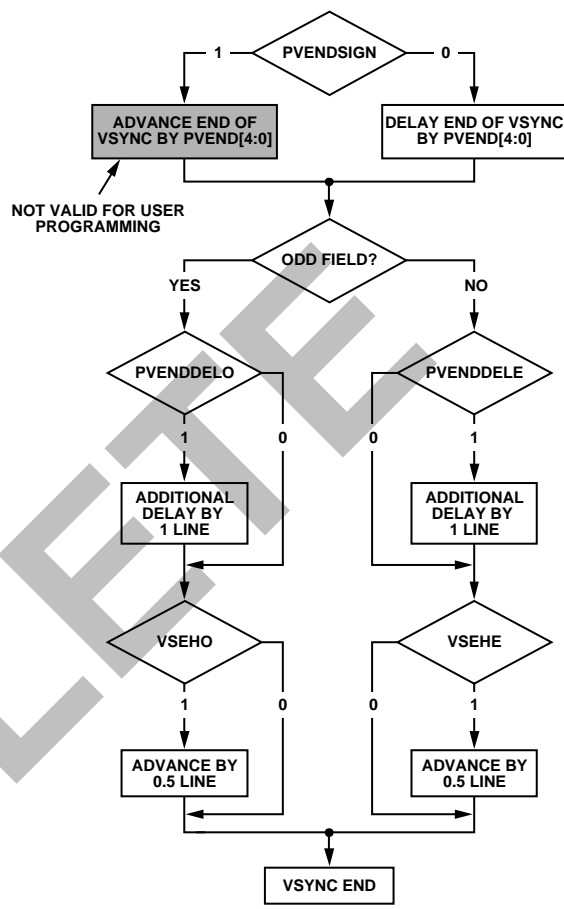 PVENDSIGN
1
0
ADVANCE END OF
VSYNC BY PVEND[4:0]
DELAY END OF VSYNC
BY PVEND[4:0]
NOT VALID FOR USER
PROGRAMMING
ODD FIELD?
YES
NO
PVENDDELO
PVENDDELE
1
0
0
1
ADDITIONAL
DELAY BY
1 LINE
ADDITIONAL
DELAY BY
1 LINE
VSEHO
VSEHE
1
0
0
1
ADVANCE BY
0.5 LINE
ADVANCE BY
0.5 LINE
VSYNC END
LETE